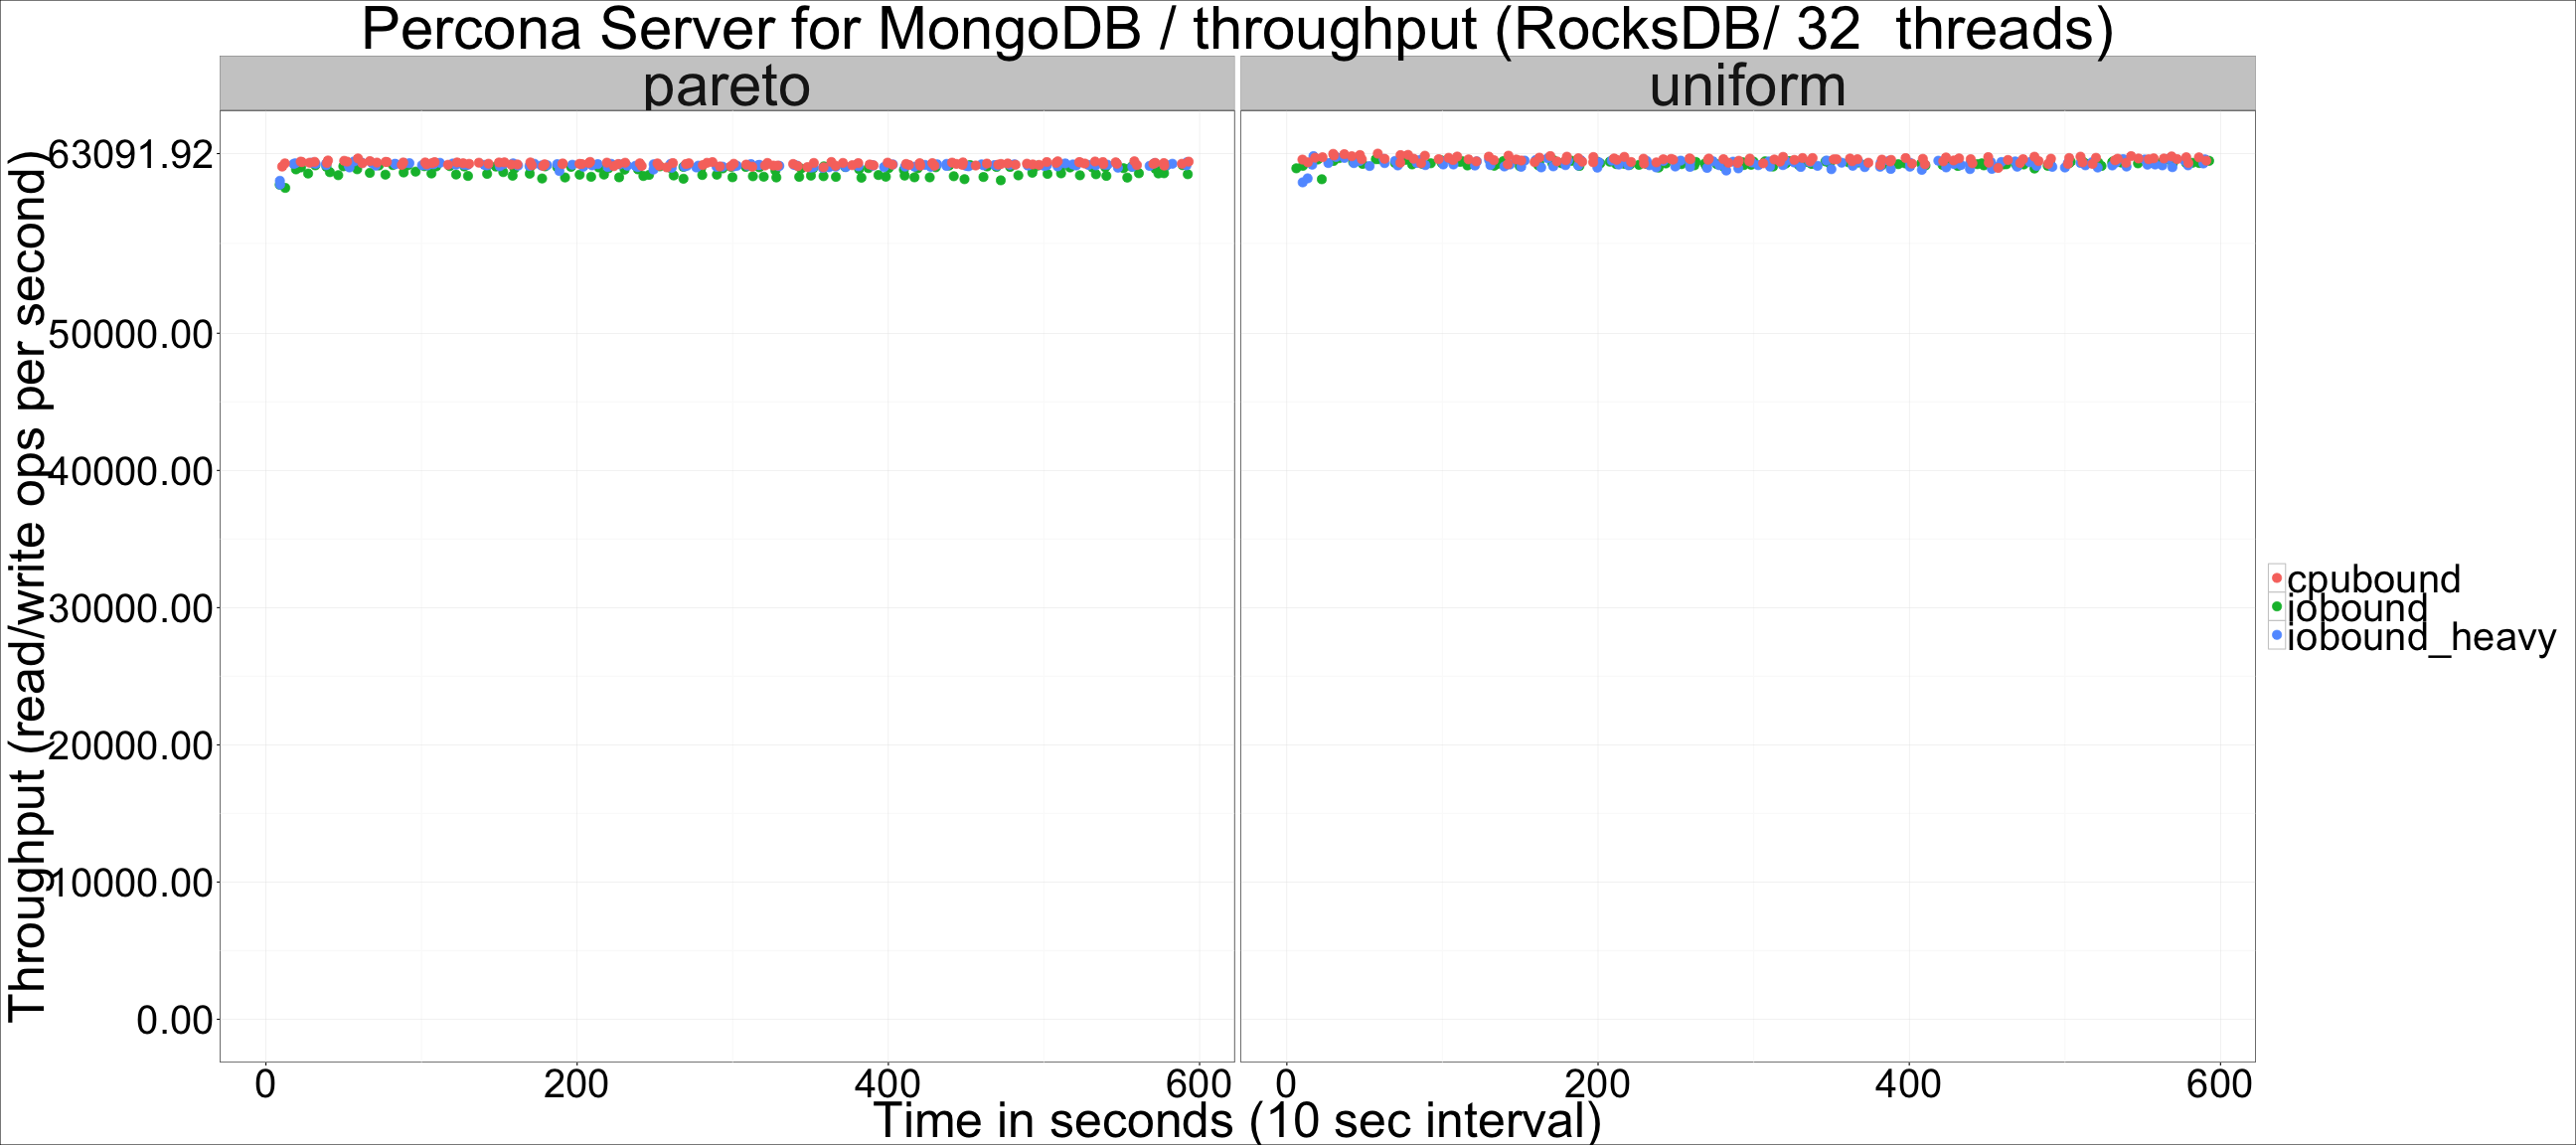 Percona Server for MongoDB / throughput (RocksDB/ 32  threads)
pareto
uniform
Throughput (read/write ops per second)
63091.92
50000.00
40000.00
30000.00
20000.00
10000.00
0.00
0 200 400 600
0 200 400 600
Time in seconds (10 sec interval)
cpubound
iobound
iobound_heavy